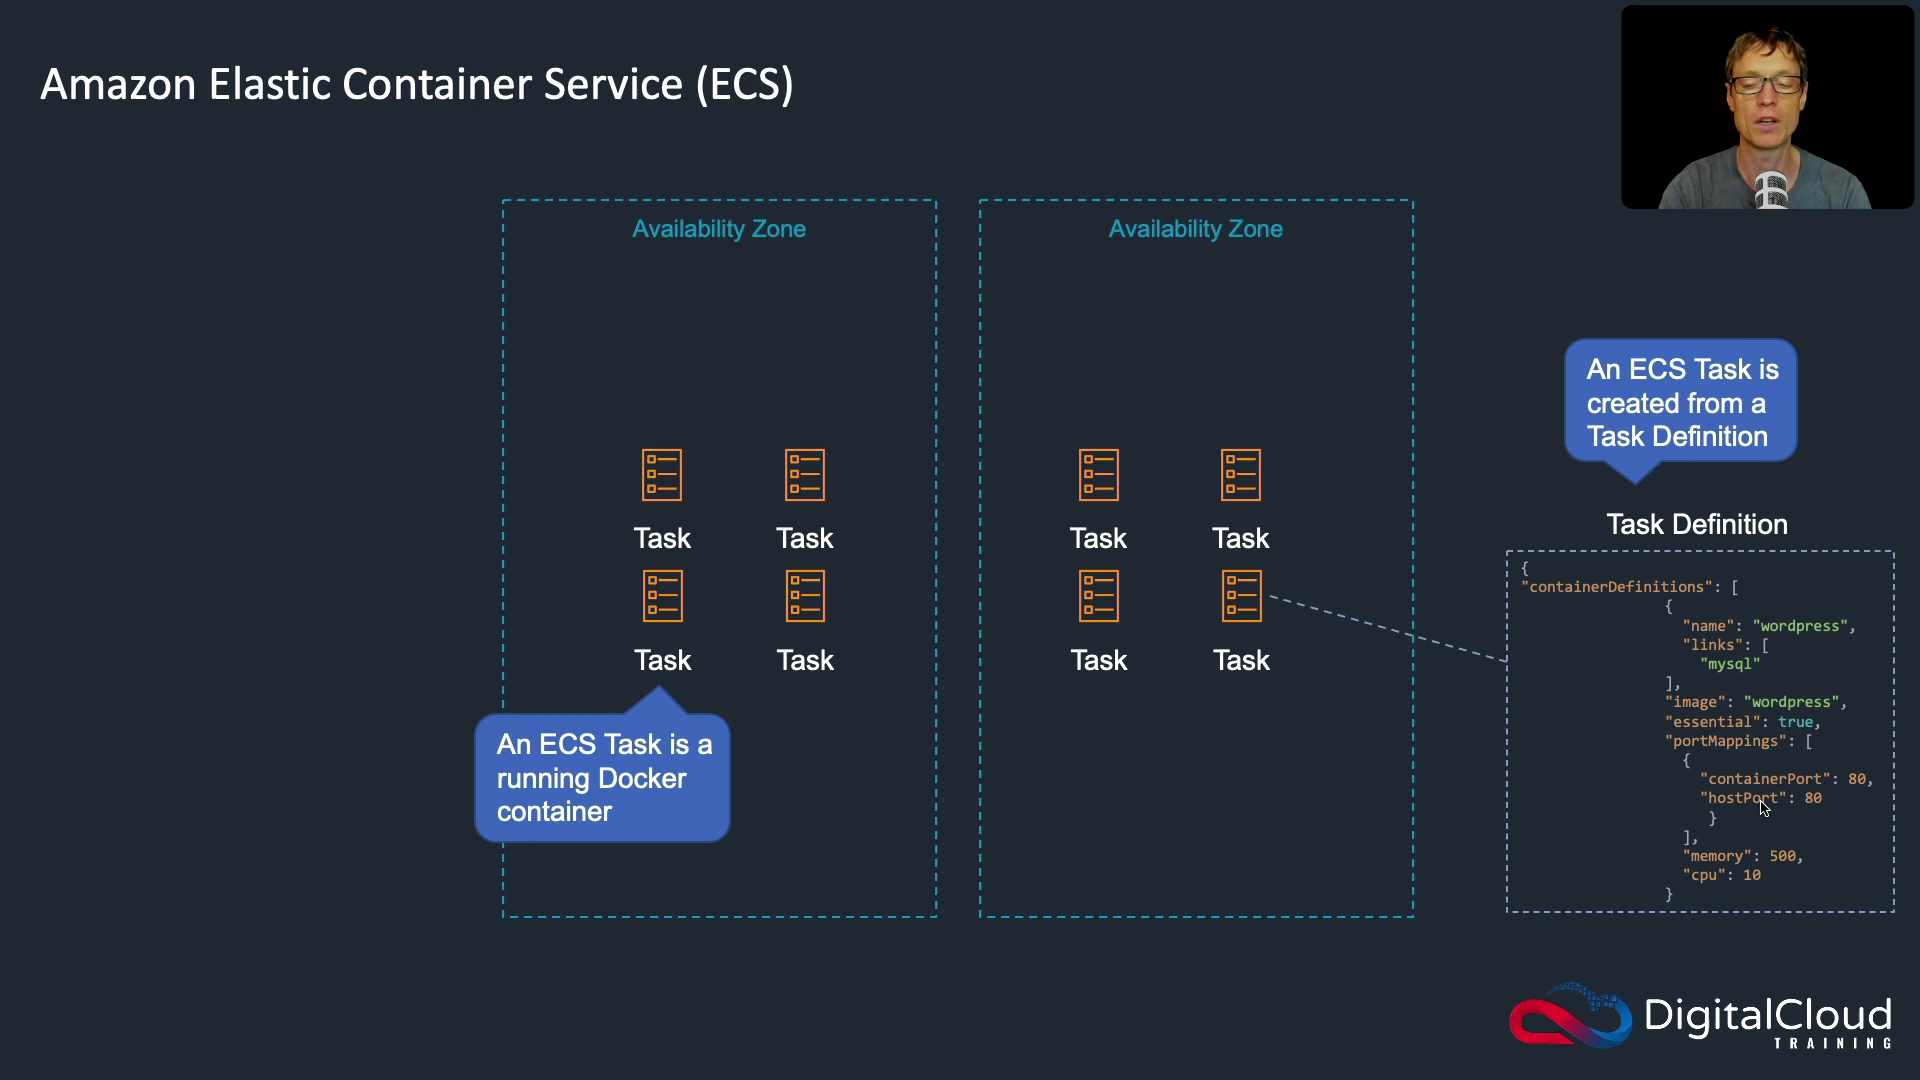 Amazon Elastic Container Service (ECS)
Availability Zone
Availability Zone
Task
Task
Task
Task
Task
Task
Task
Task
An ECS Task is a
running Docker
container
An ECS Task is
created from a
Task Definition
Task Definition
{
"containerDefinitions": [
{
"name": "wordpress",
"links": [
"mysql"
],
"image": "wordpress",
"essential": true,
"portMappings": [
{
"containerPort": 80,
"hostPort": 80
}
],
"memory": 500,
"cpu": 10
}
DigitalCloud
TRAINING